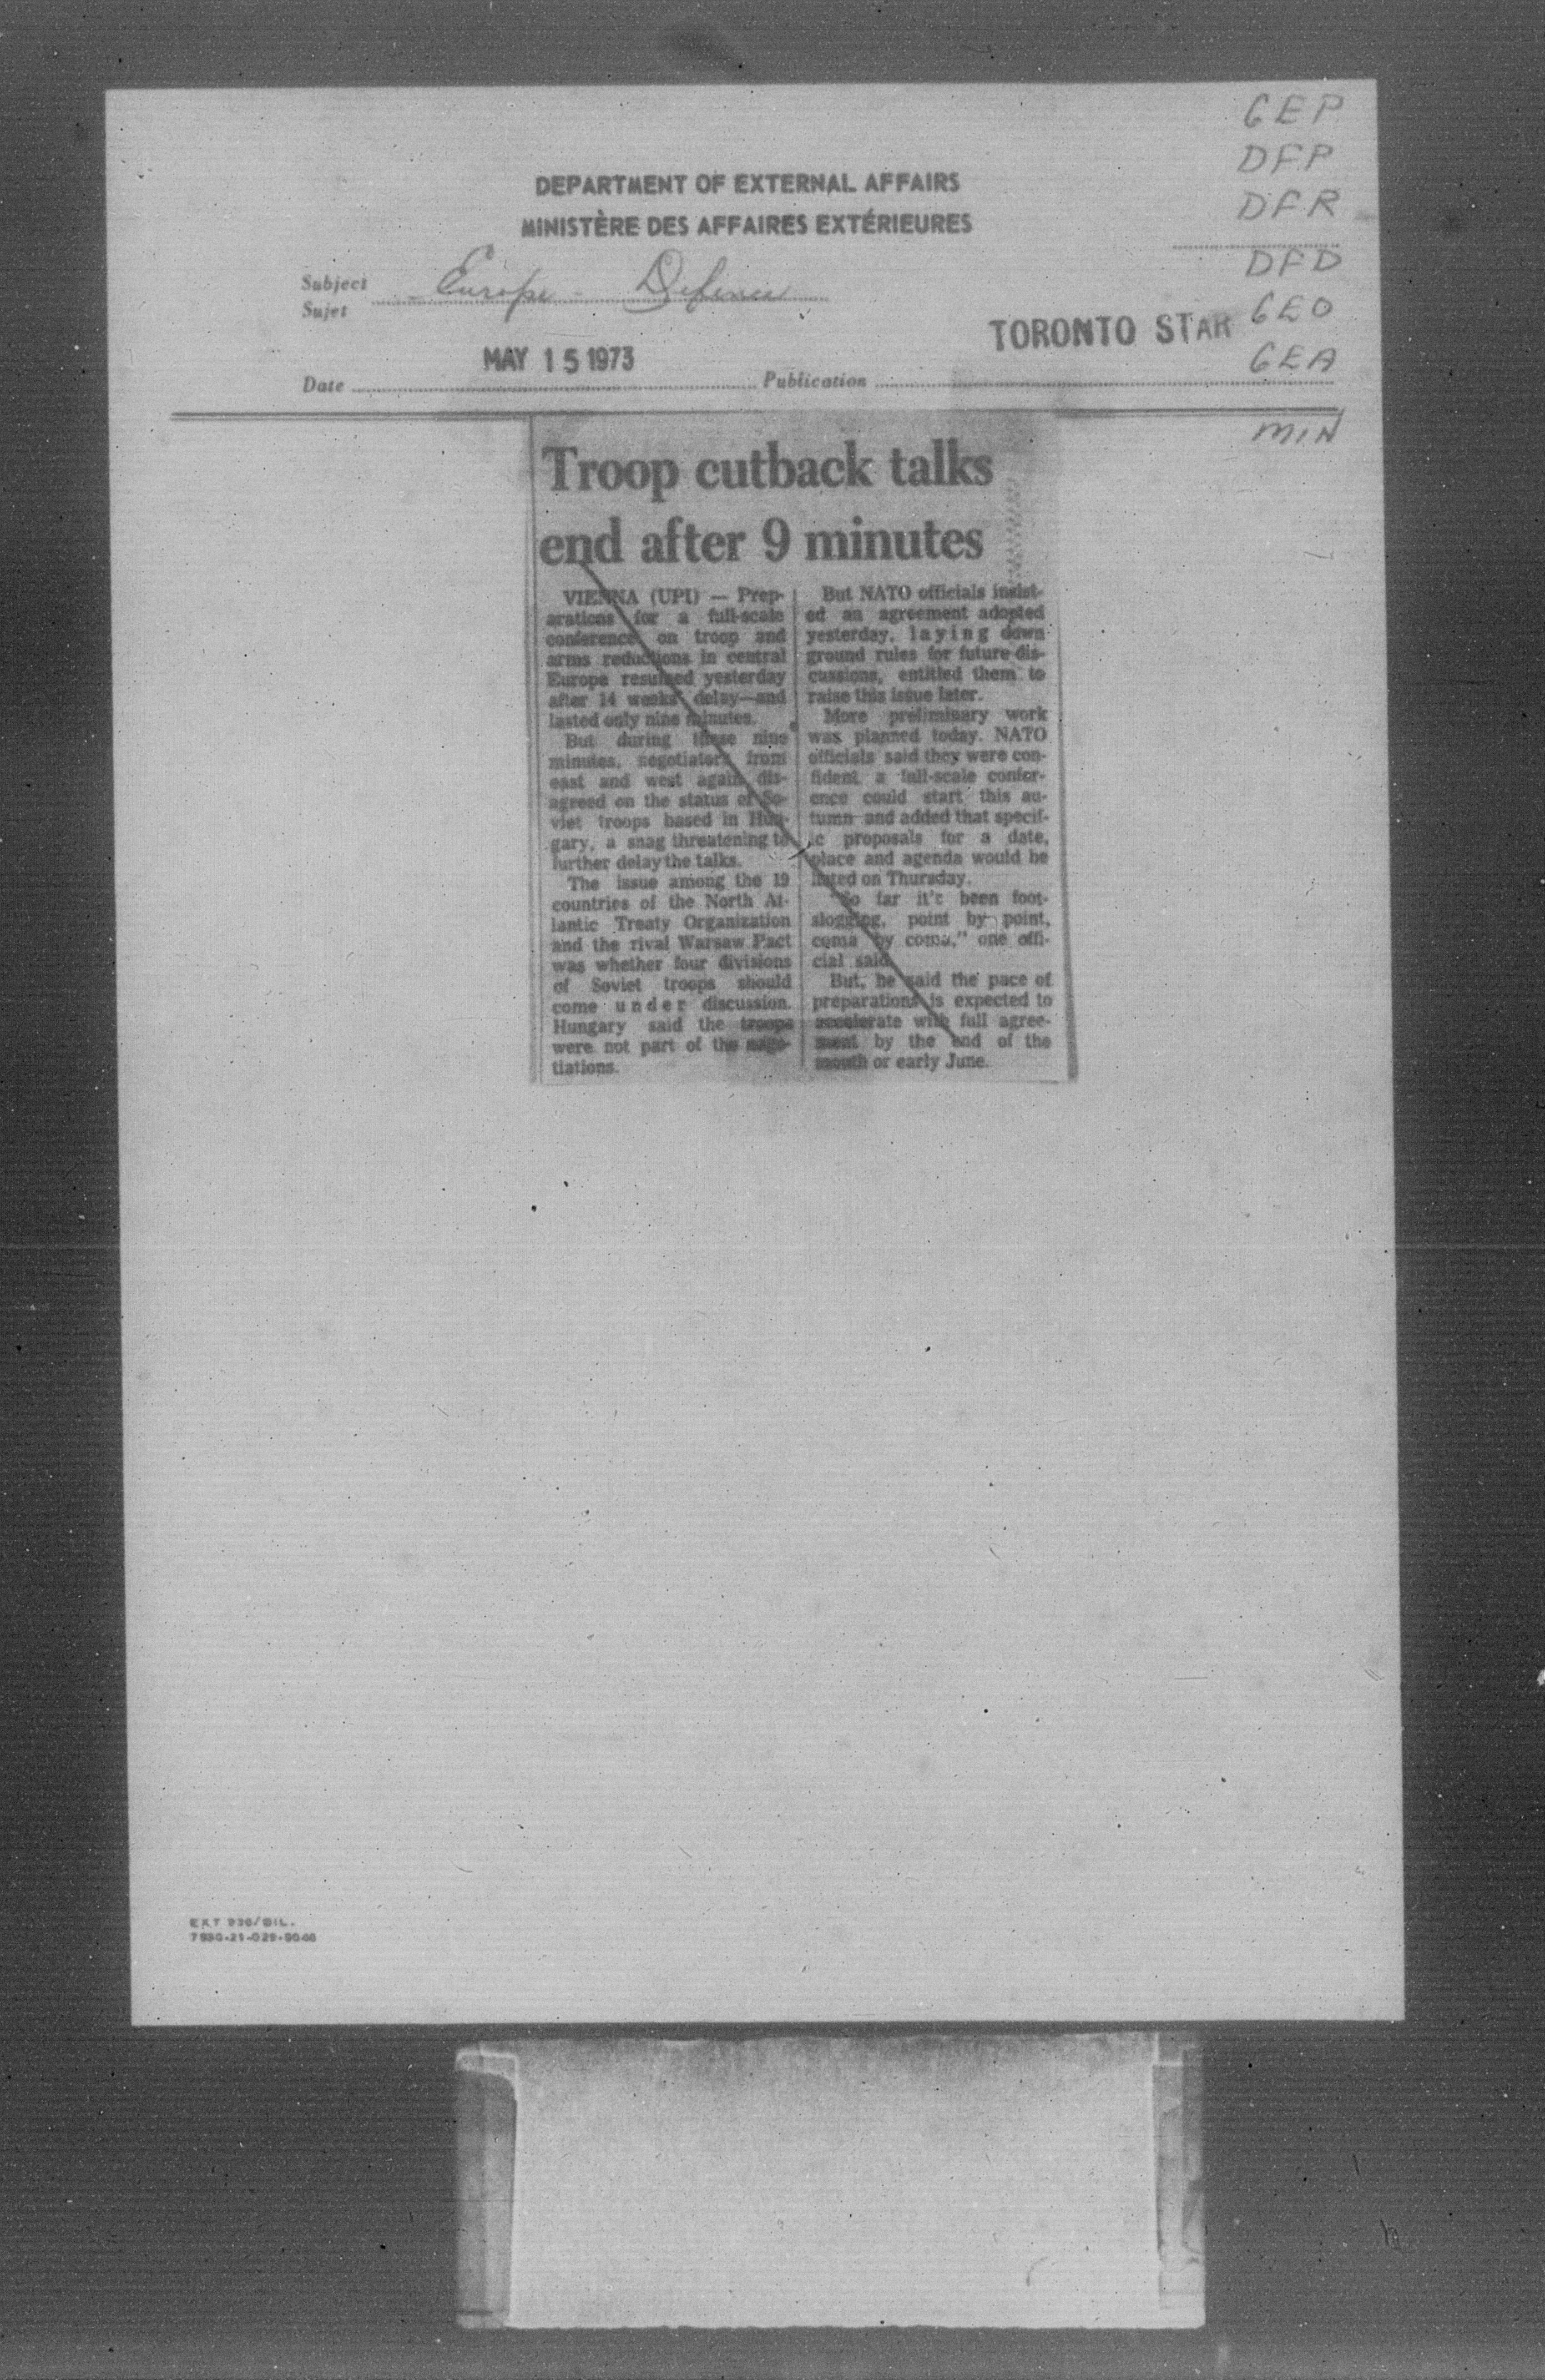 GEP
DFP
DFR
DFD
GEO
GEA
MIN
DEPARTMENT OF EXTERNAL AFFAIRS
MINISTÈRE DES AFFAIRES EXTÉRIEURES
Subject Europe - Defence
Sujet
MAY 15 1973
TORONTO STAR
Date Publication
Troop cutback talks
end after 9 minutes
VIENNA (UPI) — Prep-
arations for a full-scale
conference on troop and
arms reductions in central
Europe resumed yesterday
after 14 weeks' delay—and
lasted only nine minutes.
But during these nine
minutes, negotiators from
east and west again dis-
agreed on the status of So-
viet troops based in Hun-
gary, a snag threatening to
further delay the talks.
The issue among the 19
countries of the North At-
lantic Treaty Organization
and the rival Warsaw Pact
was whether four divisions
of Soviet troops should
come under discussion.
Hungary said the troops
were not part of the nego-
tiations.
But NATO officials insist-
ed an agreement adopted
yesterday, laying down
ground rules for future dis-
cussions, entitled them to
raise this issue later.
More preliminary work
was planned today. NATO
officials said they were con-
fident a full-scale confer-
ence could start this au-
tumn and added that specif-
ic proposals for a date,
place and agenda would be
listed on Thursday.
"So far it's been foot-
slogging, point by point,
coma by coma," one offi-
cial said.
But, he said the pace of
preparations is expected to
accelerate with full agree-
ment by the end of the
month or early June.
EXT 236/BIL.
7530-21-029-5046